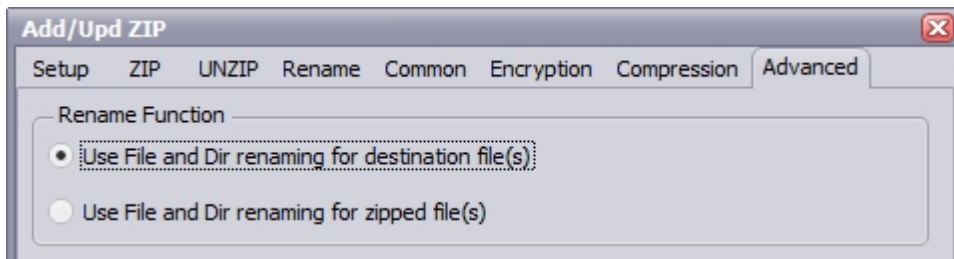 Add/Upd ZIP
Setup ZIP UNZIP Rename Common Encryption Compression Advanced
Rename Function
Use File and Dir renaming for destination file(s)
Use File and Dir renaming for zipped file(s)